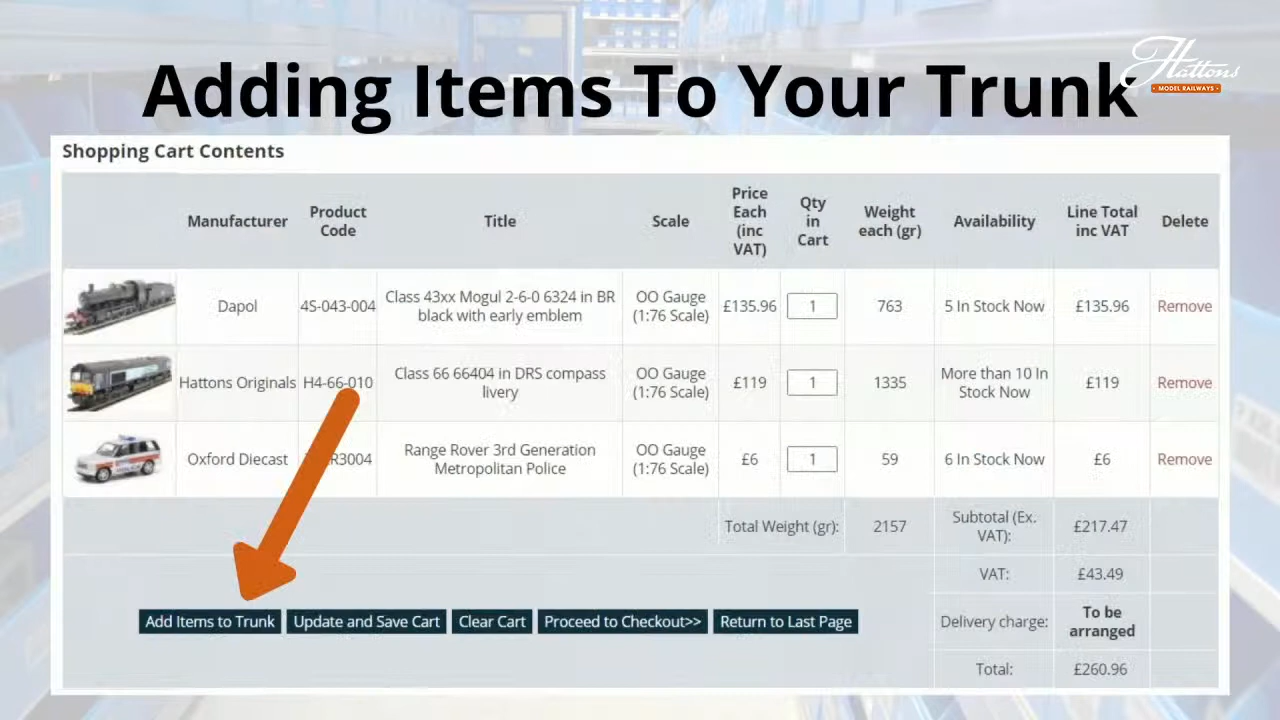 Adding Items To Your Trunk
Hattons
MODEL RAILWAYS
Shopping Cart Contents
Manufacturer
Product
Code
Title
Scale
Price
Each
(inc
VAT)
Qty
in
Cart
Weight
each (gr)
Availability
Line Total
inc VAT
Delete
Dapol
4S-043-004
Class 43xx Mogul 2-6-0 6324 in BR
black with early emblem
OO Gauge
(1:76 Scale)
£135.96
1
763
5 In Stock Now
£135.96
Remove
Hattons Originals
H4-66-010
Class 66 66404 in DRS compass
livery
OO Gauge
(1:76 Scale)
£119
1
1335
More than 10 In
Stock Now
£119
Remove
Oxford Diecast
R3004
Range Rover 3rd Generation
Metropolitan Police
OO Gauge
(1:76 Scale)
£6
1
59
6 In Stock Now
£6
Remove
Total Weight (gr):
2157
Subtotal (Ex.
VAT):
£217.47
VAT:
£43.49
Add Items to Trunk
Update and Save Cart
Clear Cart
Proceed to Checkout>>
Return to Last Page
Delivery charge:
To be
arranged
Total:
£260.96